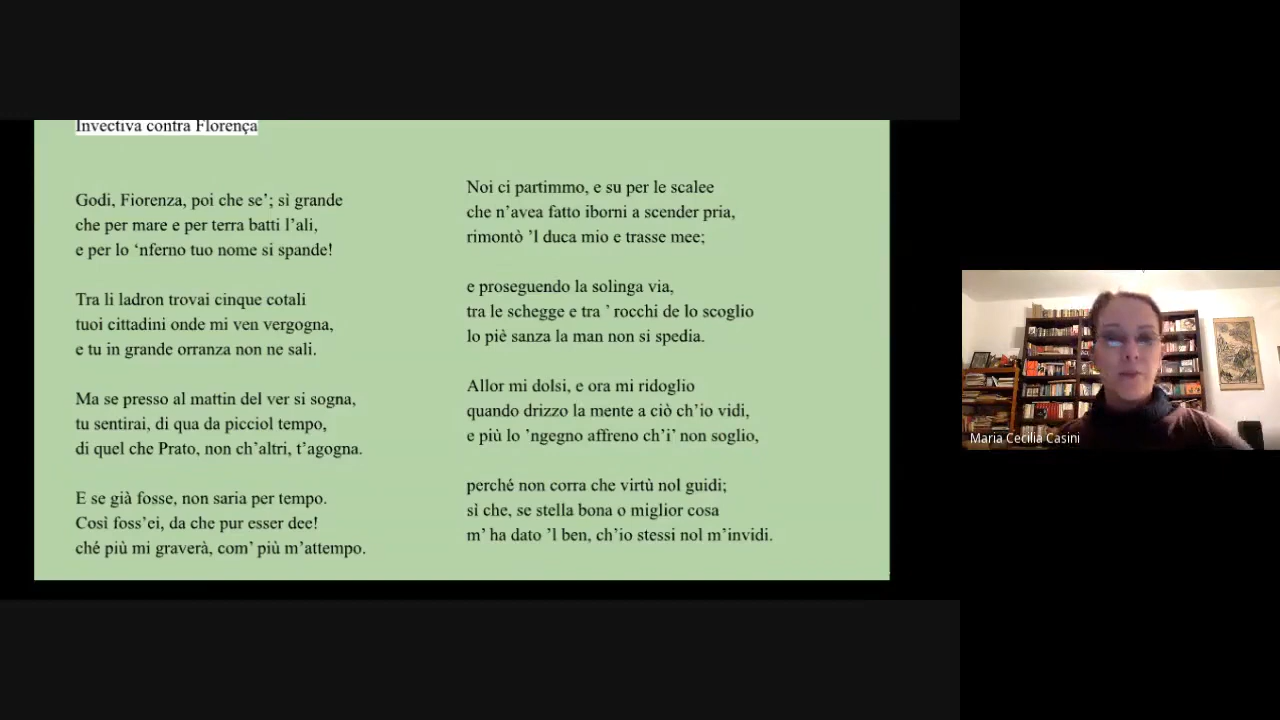 Invectiva contra Florença
Godi, Fiorenza, poi che se’; sì grande
che per mare e per terra batti l’ali,
e per lo ‘nferno tuo nome si spande!
Tra li ladron trovai cinque cotali
tuoi cittadini onde mi ven vergogna,
e tu in grande orranza non ne sali.
Ma se presso al mattin del ver si sogna,
tu sentirai, di qua da picciol tempo,
di quel che Prato, non ch’altri, t’agogna.
E se già fosse, non saria per tempo.
Così foss’ei, da che pur esser dee!
ché più mi graverà, com’ più m’attempo.
Noi ci partimmo, e su per le scalee
che n’avea fatto iborni a scender pria,
rimontò ’l duca mio e trasse mee;
e proseguendo la solinga via,
tra le schegge e tra ’ rocchi de lo scoglio
lo piè sanza la man non si spedia.
Allor mi dolsi, e ora mi ridoglio
quando drizzo la mente a ciò ch’io vidi,
e più lo ’ngegno affreno ch’i’ non soglio,
perché non corra che virtù nol guidi;
sì che, se stella bona o miglior cosa
m’ ha dato ’l ben, ch’io stessi nol m’invidi.
Maria Cecilia Casini